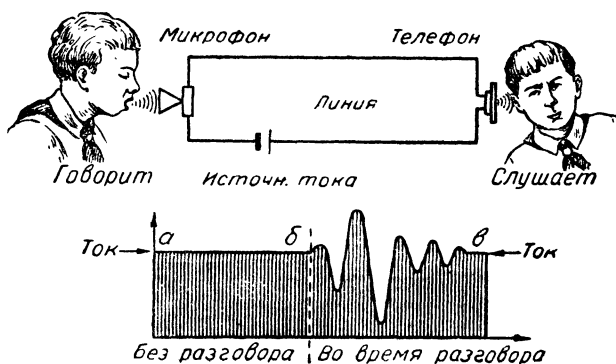 Микрофон
Телефон
Линия
Говорит
Источн. тока
Слушает
а
б
в
Ток
Ток
Без разговора
Во время разговора